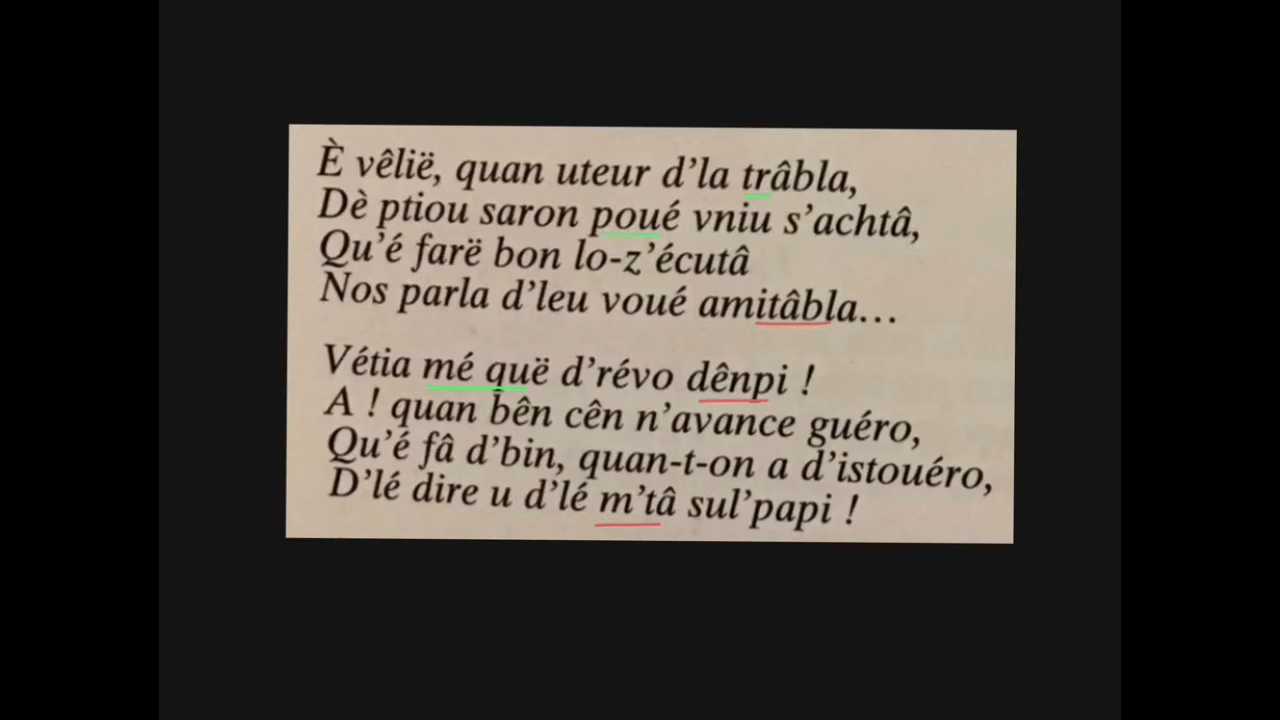 È vêlië, quan uteur d’la trâbla,
Dè ptiou saron poué vniu s’achtâ,
Qu’é farë bon lo-z’écutâ
Nos parla d’leu voué amitâbla...
Vétia mé quë d’révo dênpi !
A ! quan bên cên n’avance guéro,
Qu’é fâ d’bin, quan-t-on a d’istouéro,
D’lé dire u d’lé m’tâ sul’papi !